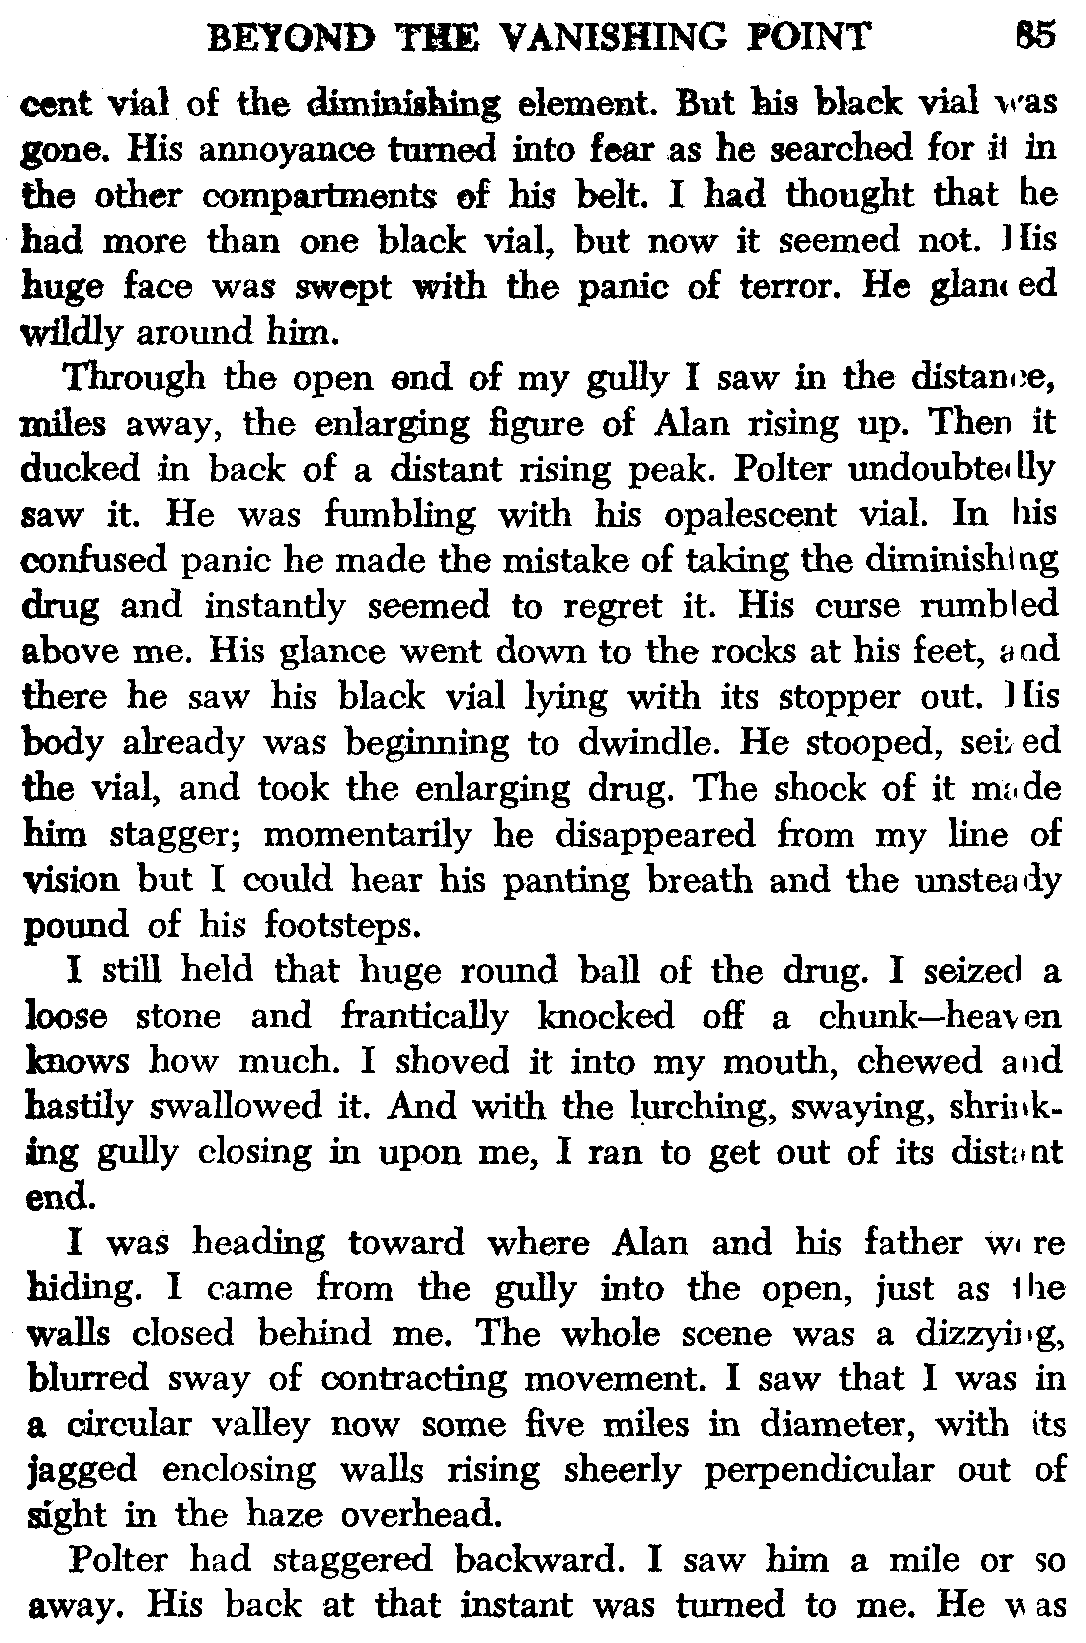 BEYOND THE VANISHING POINT 85
cent vial of the diminishing element. But his black vial was
gone. His annoyance turned into fear as he searched for it in
the other compartments of his belt. I had thought that he
had more than one black vial, but now it seemed not. His
huge face was swept with the panic of terror. He glanced
wildly around him.
Through the open end of my gully I saw in the distance,
miles away, the enlarging figure of Alan rising up. Then it
ducked in back of a distant rising peak. Polter undoubtedly
saw it. He was fumbling with his opalescent vial. In his
confused panic he made the mistake of taking the diminishing
drug and instantly seemed to regret it. His curse rumbled
above me. His glance went down to the rocks at his feet, and
there he saw his black vial lying with its stopper out. His
body already was beginning to dwindle. He stooped, seized
the vial, and took the enlarging drug. The shock of it made
him stagger; momentarily he disappeared from my line of
vision but I could hear his panting breath and the unsteady
pound of his footsteps.
I still held that huge round ball of the drug. I seized a
loose stone and frantically knocked off a chunk—heaven
knows how much. I shoved it into my mouth, chewed and
hastily swallowed it. And with the lurching, swaying, shrink-
ing gully closing in upon me, I ran to get out of its distant
end.
I was heading toward where Alan and his father were
hiding. I came from the gully into the open, just as the
walls closed behind me. The whole scene was a dizzying,
blurred sway of contracting movement. I saw that I was in
a circular valley now some five miles in diameter, with its
jagged enclosing walls rising sheerly perpendicular out of
sight in the haze overhead.
Polter had staggered backward. I saw him a mile or so
away. His back at that instant was turned to me. He was